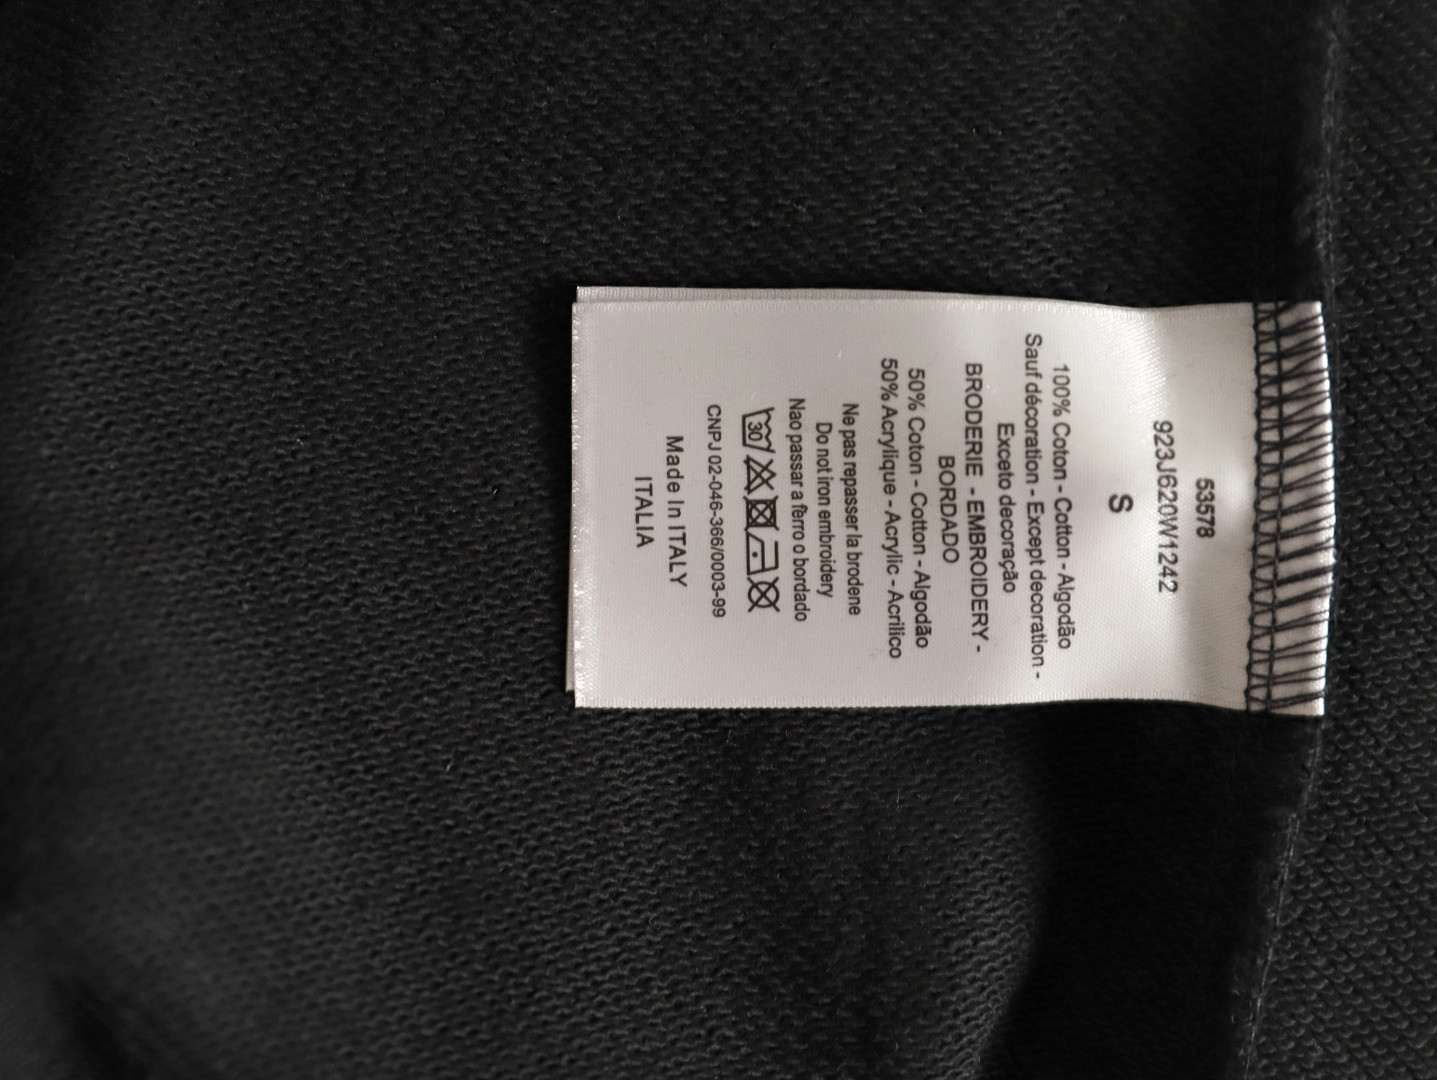 53578
923J620W1242
S
100% Coton - Cotton - Algodão
Sauf décoration - Except decoration -
Exceto decoração
BRODERIE - EMBROIDERY -
BORDADO
50% Coton - Cotton - Algodão
50% Acrylique - Acrylic - Acrilico
Ne pas repasser la brodene
Do not iron embroidery
Nao passar a ferro o bordado
30
CNPJ 02-046-366/0003-99
Made In ITALY
ITALIA